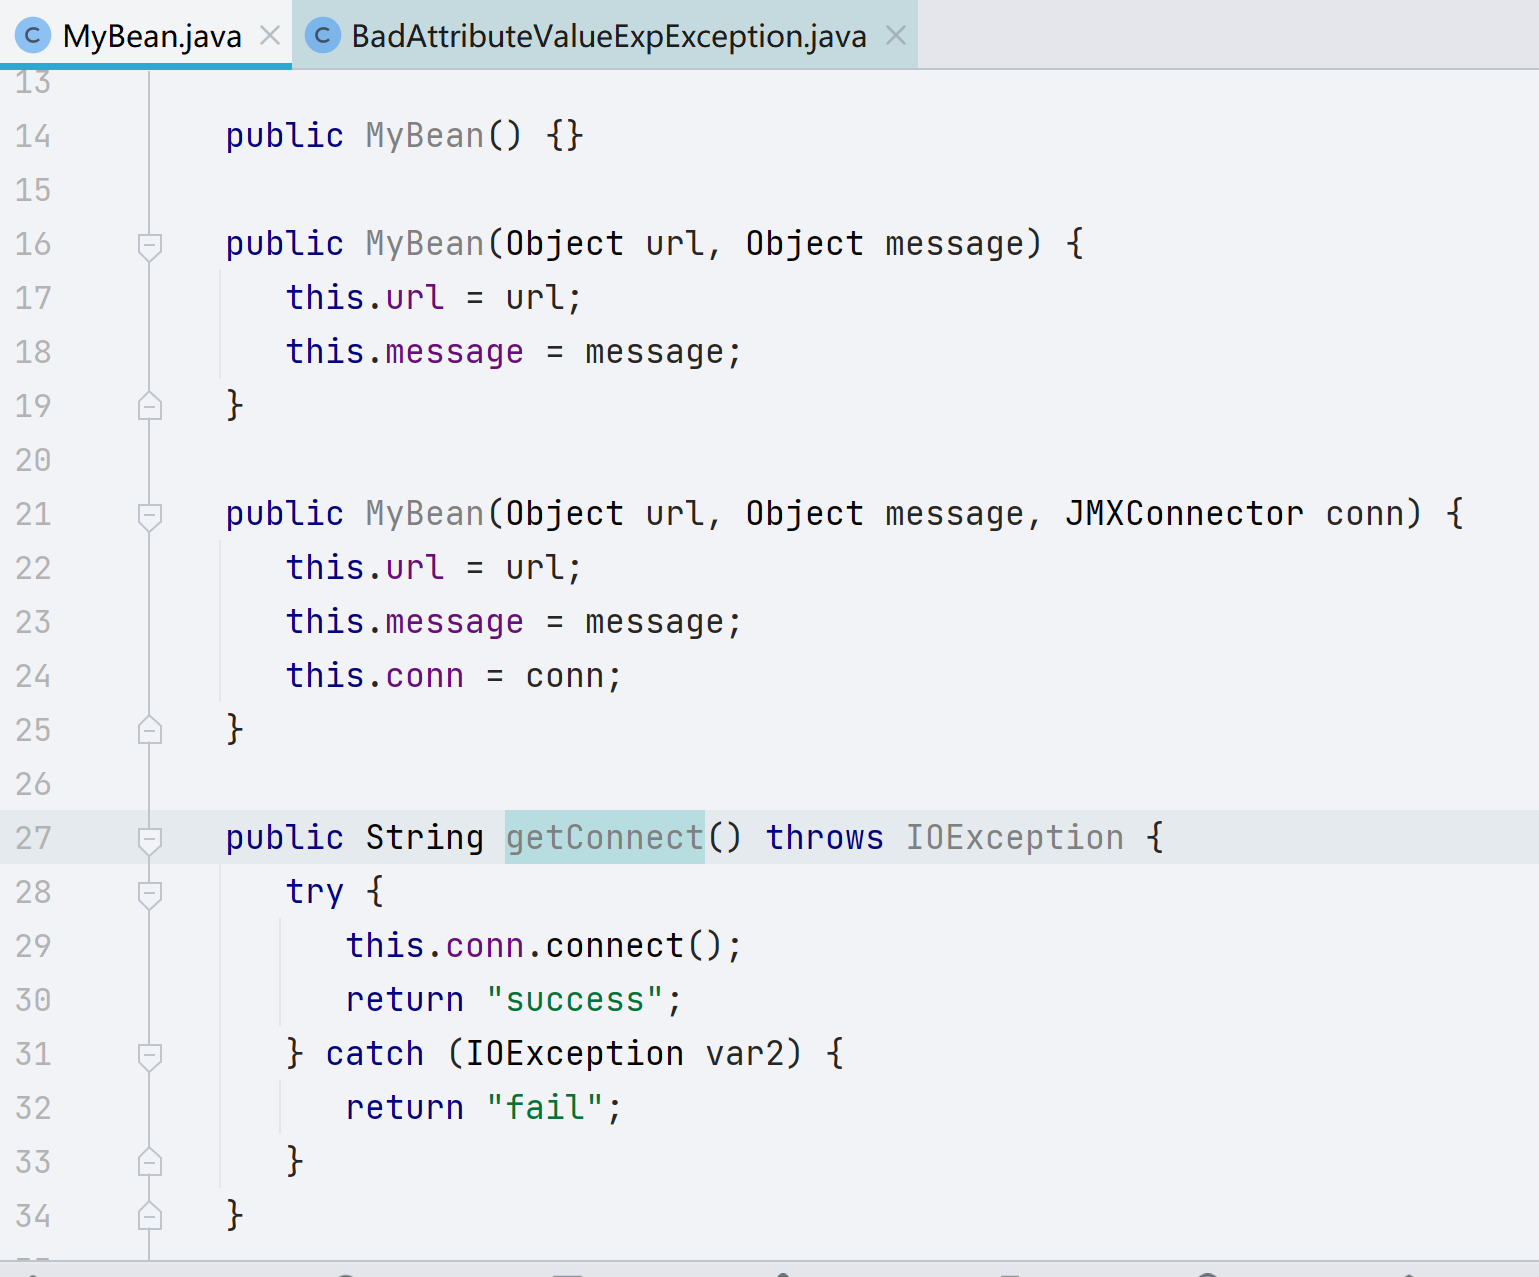 MyBean.java BadAttributeValueExpException.java
13
14 public MyBean() {}
15
16 public MyBean(Object url, Object message) {
17 this.url = url;
18 this.message = message;
19 }
20
21 public MyBean(Object url, Object message, JMXConnector conn) {
22 this.url = url;
23 this.message = message;
24 this.conn = conn;
25 }
26
27 public String getConnect() throws IOException {
28 try {
29 this.conn.connect();
30 return "success";
31 } catch (IOException var2) {
32 return "fail";
33 }
34 }